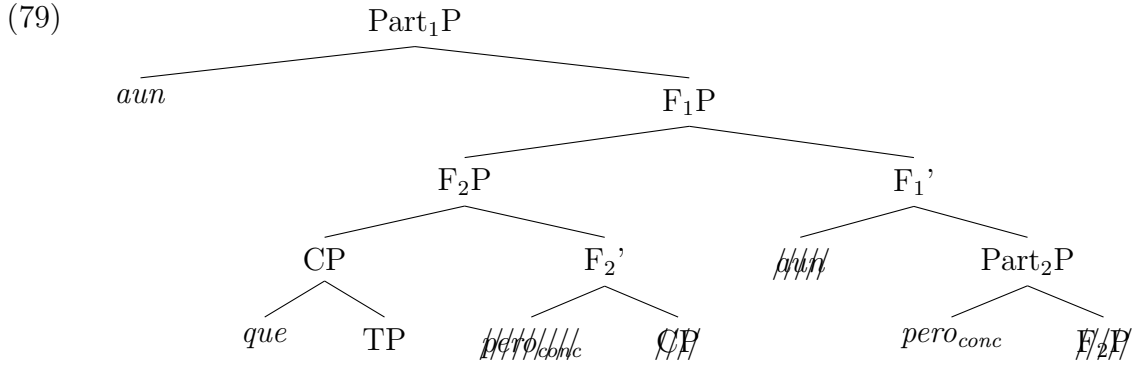 (79) Part₁P
aun F₁P
F₂P F₁’
CP F₂’ aun Part₂P
que TP pero_conc CP pero_conc F₂P